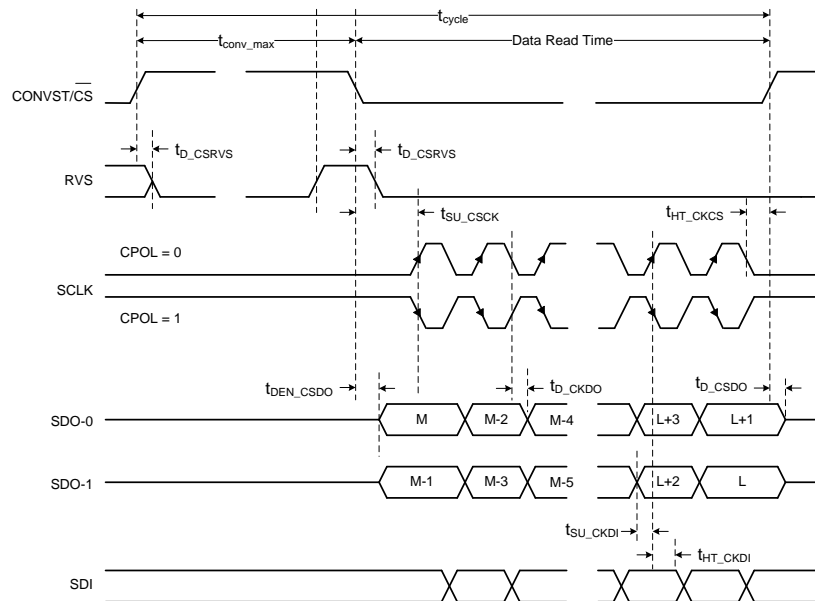 tcycle
tconv_max
Data Read Time
CONVST/CS
tD_CSRVS
tD_CSRVS
RVS
tSU_CSCK
tHT_CKCS
CPOL = 0
SCLK
CPOL = 1
tDEN_CSDO
tD_CKDO
tD_CSDO
SDO-0
M
M-2
M-4
L+3
L+1
SDO-1
M-1
M-3
M-5
L+2
L
tSU_CKDI
tHT_CKDI
SDI